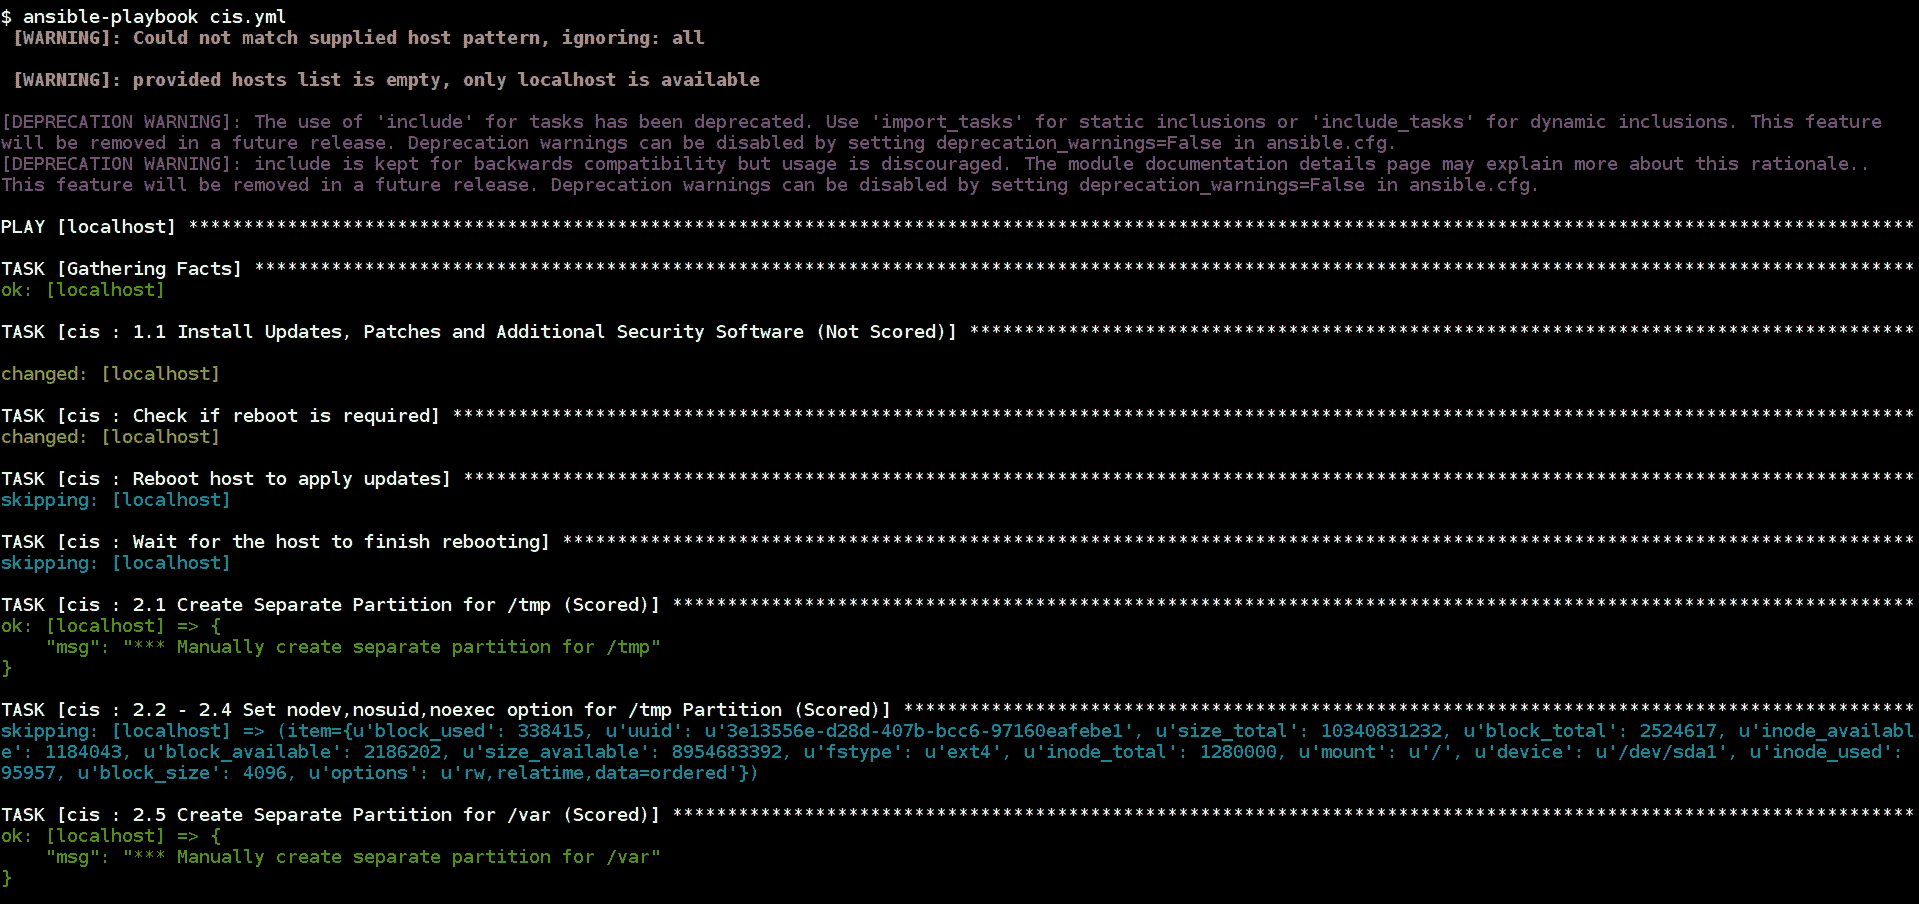 $ ansible-playbook cis.yml
[WARNING]: Could not match supplied host pattern, ignoring: all
[WARNING]: provided hosts list is empty, only localhost is available
[DEPRECATION WARNING]: The use of 'include' for tasks has been deprecated. Use 'import_tasks' for static inclusions or 'include_tasks' for dynamic inclusions. This feature
will be removed in a future release. Deprecation warnings can be disabled by setting deprecation_warnings=False in ansible.cfg.
[DEPRECATION WARNING]: include is kept for backwards compatibility but usage is discouraged. The module documentation details page may explain more about this rationale..
This feature will be removed in a future release. Deprecation warnings can be disabled by setting deprecation_warnings=False in ansible.cfg.
PLAY [localhost] *************************************************************************************************************************************************************
TASK [Gathering Facts] *******************************************************************************************************************************************************
ok: [localhost]
TASK [cis : 1.1 Install Updates, Patches and Additional Security Software (Not Scored)] **************************************************************************************
changed: [localhost]
TASK [cis : Check if reboot is required] *************************************************************************************************************************************
changed: [localhost]
TASK [cis : Reboot host to apply updates] ************************************************************************************************************************************
skipping: [localhost]
TASK [cis : Wait for the host to finish rebooting] ***************************************************************************************************************************
skipping: [localhost]
TASK [cis : 2.1 Create Separate Partition for /tmp (Scored)] *****************************************************************************************************************
ok: [localhost] => {
    "msg": "*** Manually create separate partition for /tmp"
}
TASK [cis : 2.2 - 2.4 Set nodev,nosuid,noexec option for /tmp Partition (Scored)] ********************************************************************************************
skipping: [localhost] => (item={u'block_used': 338415, u'uuid': u'3e13556e-d28d-407b-bcc6-97160eafebe1', u'size_total': 10340831232, u'block_total': 2524617, u'inode_availabl
e': 1184043, u'block_available': 2186202, u'size_available': 8954683392, u'fstype': u'ext4', u'inode_total': 1280000, u'mount': u'/', u'device': u'/dev/sda1', u'inode_used':
95957, u'block_size': 4096, u'options': u'rw,relatime,data=ordered'})
TASK [cis : 2.5 Create Separate Partition for /var (Scored)] *****************************************************************************************************************
ok: [localhost] => {
    "msg": "*** Manually create separate partition for /var"
}